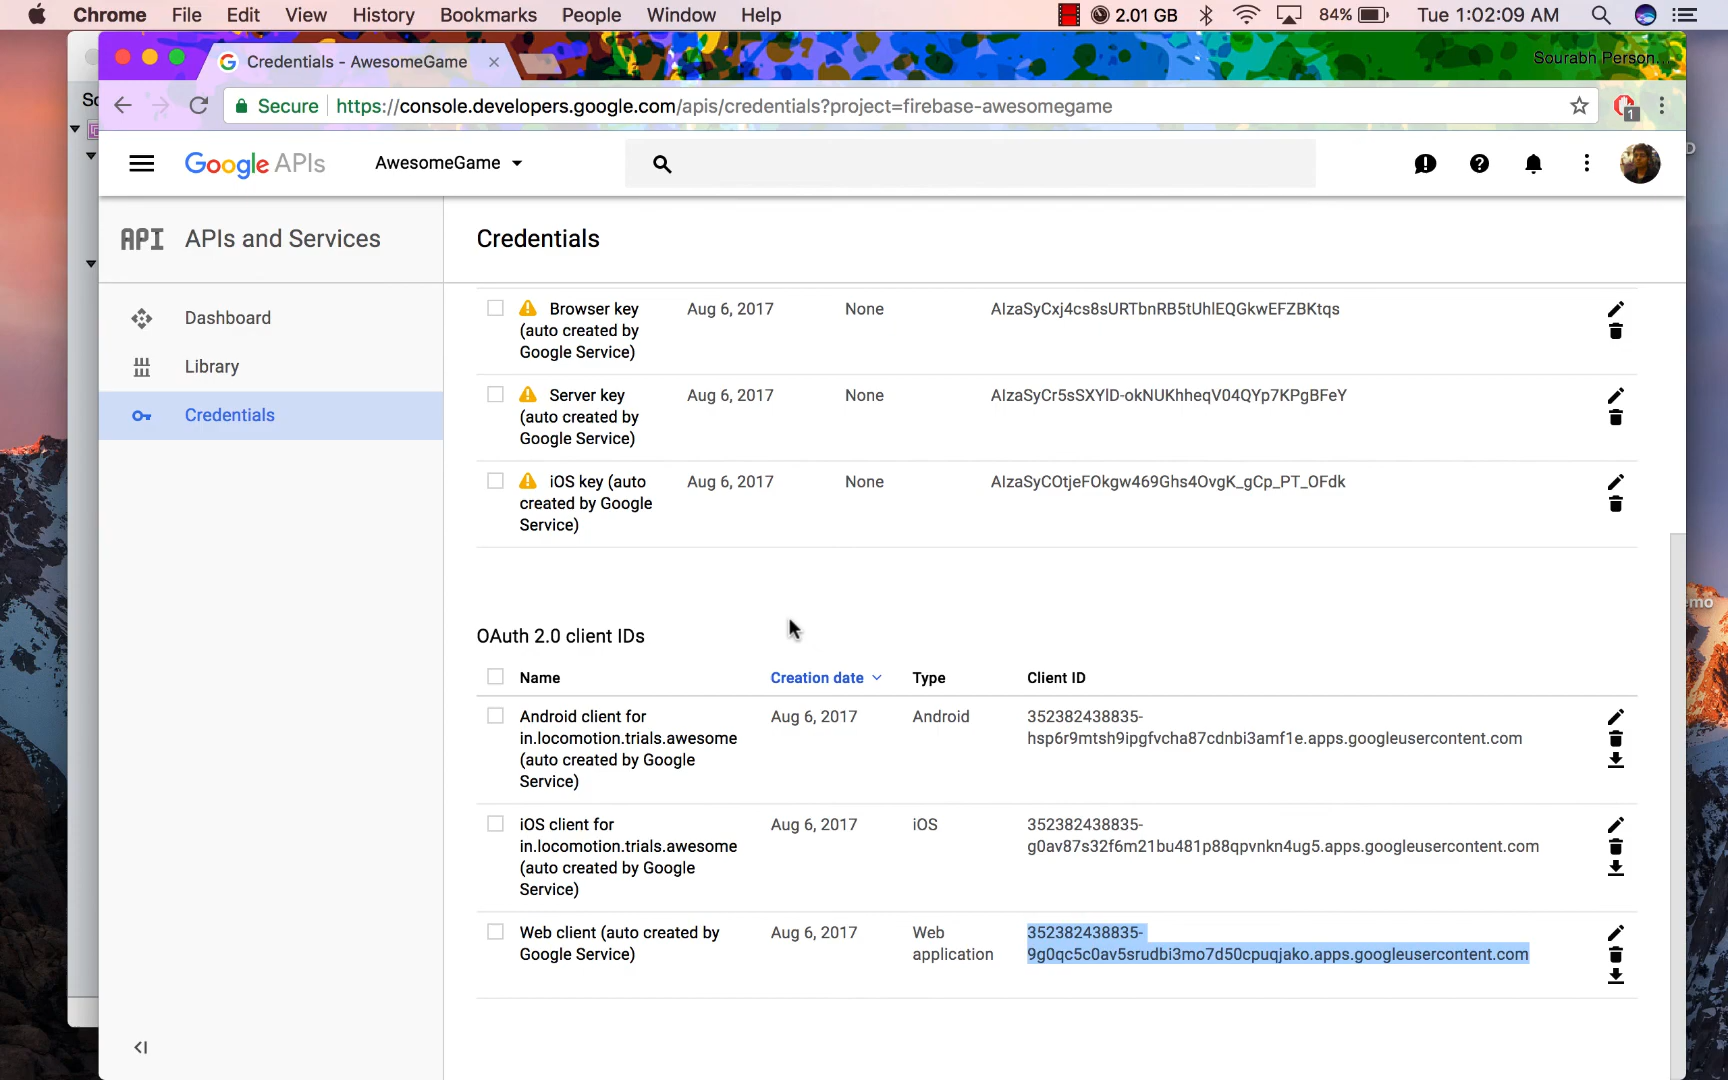 Chrome File Edit View History Bookmarks People Window Help 2.01 GB 84% Tue 1:02:09 AM
Credentials - AwesomeGame
Sourabh Person...
Secure https://console.developers.google.com/apis/credentials?project=firebase-awesomegame
1
Google APIs AwesomeGame
API APIs and Services
Credentials
Dashboard
Library
Credentials
Browser key Aug 6, 2017 None AIzaSyCxj4cs8sURTbnRB5tUhlEQGkwEFZBKtqs
(auto created by
Google Service)
Server key Aug 6, 2017 None AIzaSyCr5sSXYlD-okNUKhheqV04QYp7KPgBFeY
(auto created by
Google Service)
iOS key (auto Aug 6, 2017 None AIzaSyCOtjeFOkgw469Ghs4OvgK_gCp_PT_OFdk
created by Google
Service)
OAuth 2.0 client IDs
Name Creation date Type Client ID
Android client for Aug 6, 2017 Android 352382438835-
in.locomotion.trials.awesome hsp6r9mtsh9ipgfvcha87cdnbi3amf1e.apps.googleusercontent.com
(auto created by Google
Service)
iOS client for Aug 6, 2017 iOS 352382438835-
in.locomotion.trials.awesome g0av87s32f6m21bu481p88qpvnkn4ug5.apps.googleusercontent.com
(auto created by Google
Service)
Web client (auto created by Aug 6, 2017 Web 352382438835-
Google Service) application 9g0qc5c0av5srudbi3mo7d50cpuqjako.apps.googleusercontent.com